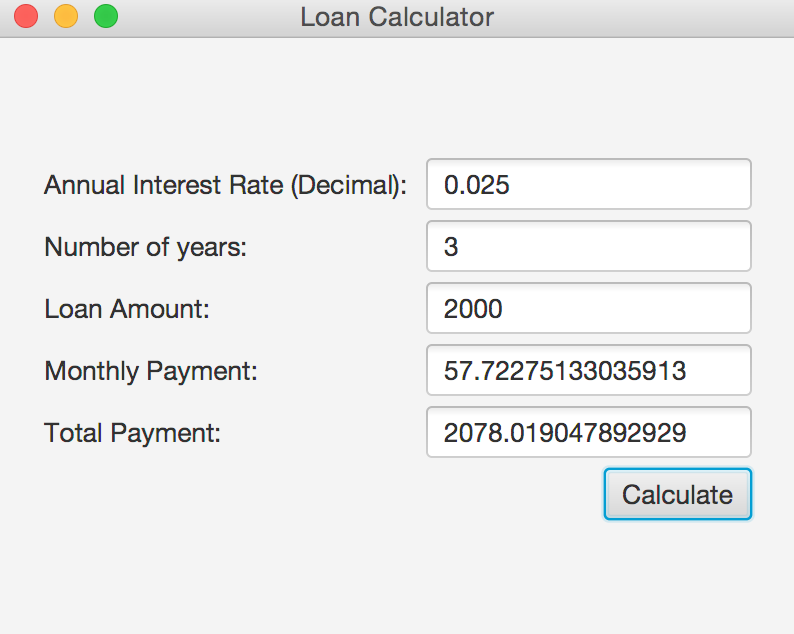 Loan Calculator
Annual Interest Rate (Decimal): 0.025
Number of years: 3
Loan Amount: 2000
Monthly Payment: 57.72275133035913
Total Payment: 2078.019047892929
Calculate